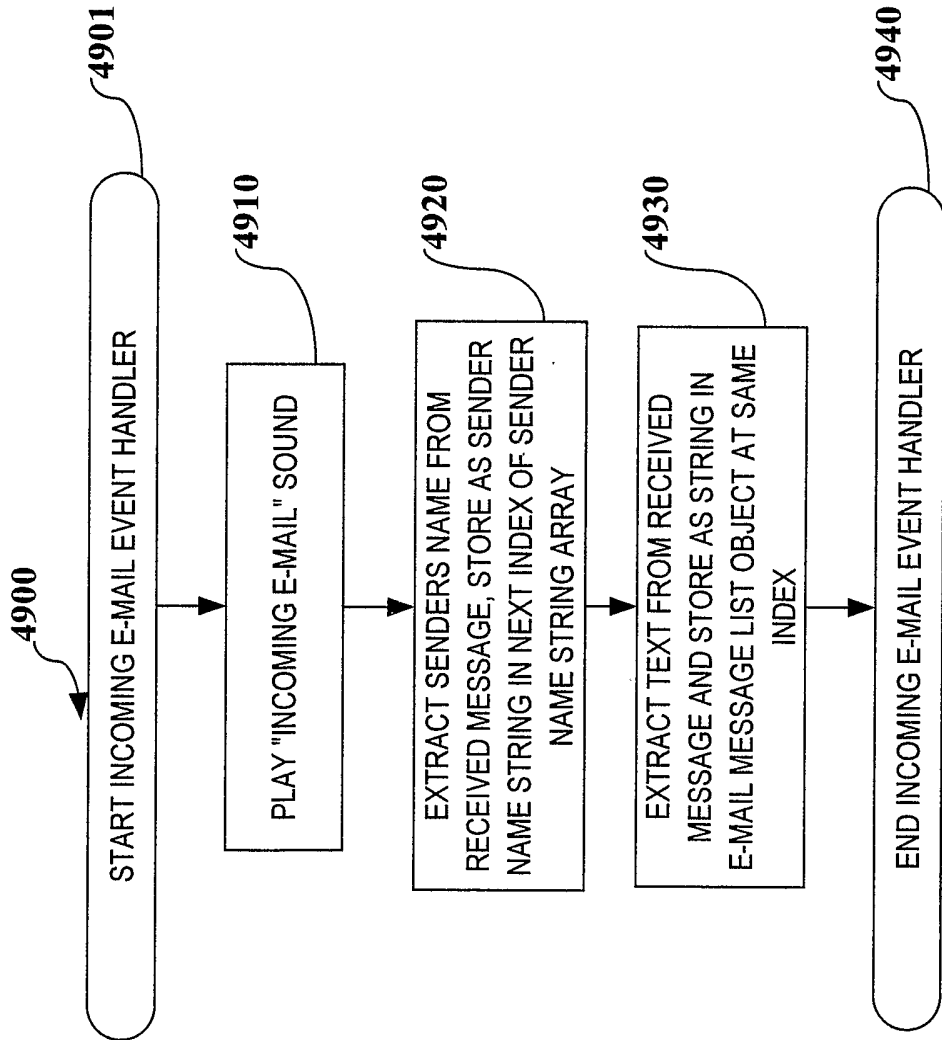 4900
START INCOMING E-MAIL EVENT HANDLER
4901
PLAY "INCOMING E-MAIL" SOUND
4910
EXTRACT SENDERS NAME FROM
RECEIVED MESSAGE, STORE AS SENDER
NAME STRING IN NEXT INDEX OF SENDER
NAME STRING ARRAY
4920
EXTRACT TEXT FROM RECEIVED
MESSAGE AND STORE AS STRING IN
E-MAIL MESSAGE LIST OBJECT AT SAME
INDEX
4930
END INCOMING E-MAIL EVENT HANDLER
4940